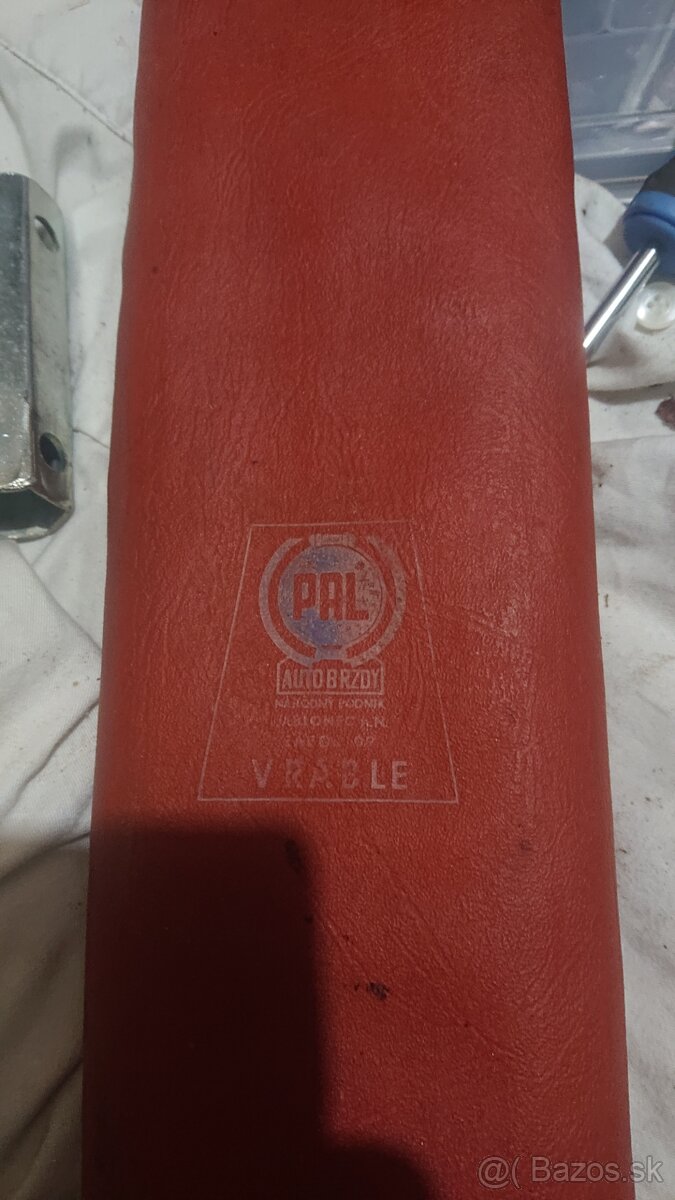 PAL
AUTOBRZDY
NÁRODNÝ PODNIK
JABLONEC n.N.
VRÁBLE
@( Bazos.sk